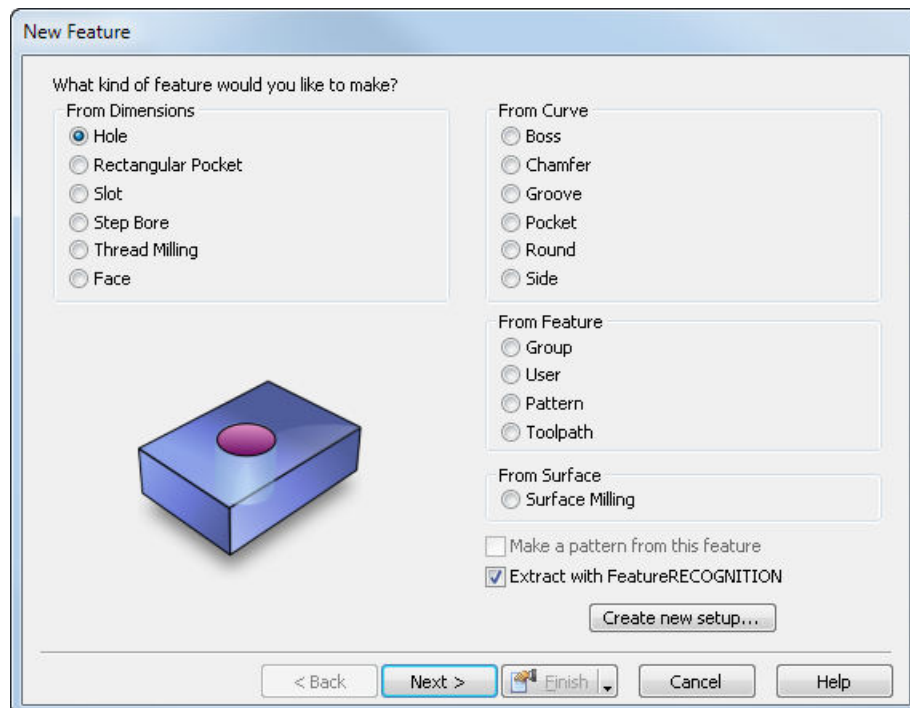 New Feature
What kind of feature would you like to make?
From Dimensions
Hole
Rectangular Pocket
Slot
Step Bore
Thread Milling
Face
From Curve
Boss
Chamfer
Groove
Pocket
Round
Side
From Feature
Group
User
Pattern
Toolpath
From Surface
Surface Milling
Make a pattern from this feature
Extract with FeatureRECOGNITION
Create new setup...
< Back Next > Finish Cancel Help